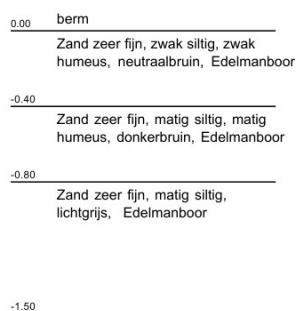 0.00 berm
Zand zeer fijn, zwak siltig, zwak
humeus, neutraalbruin, Edelmanboor
-0.40
Zand zeer fijn, matig siltig, matig
humeus, donkerbruin, Edelmanboor
-0.80
Zand zeer fijn, matig siltig,
lichtgrijs, Edelmanboor
-1.50